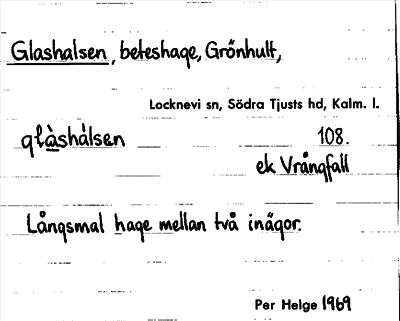 Glashalsen, beteshage, Grönhult,
Locknevi sn, Södra Tjusts hd, Kalm. l.
glàshálsen 108.
ek Vrångfall
Långsmal hage mellan två inägor.
Per Helge 1969